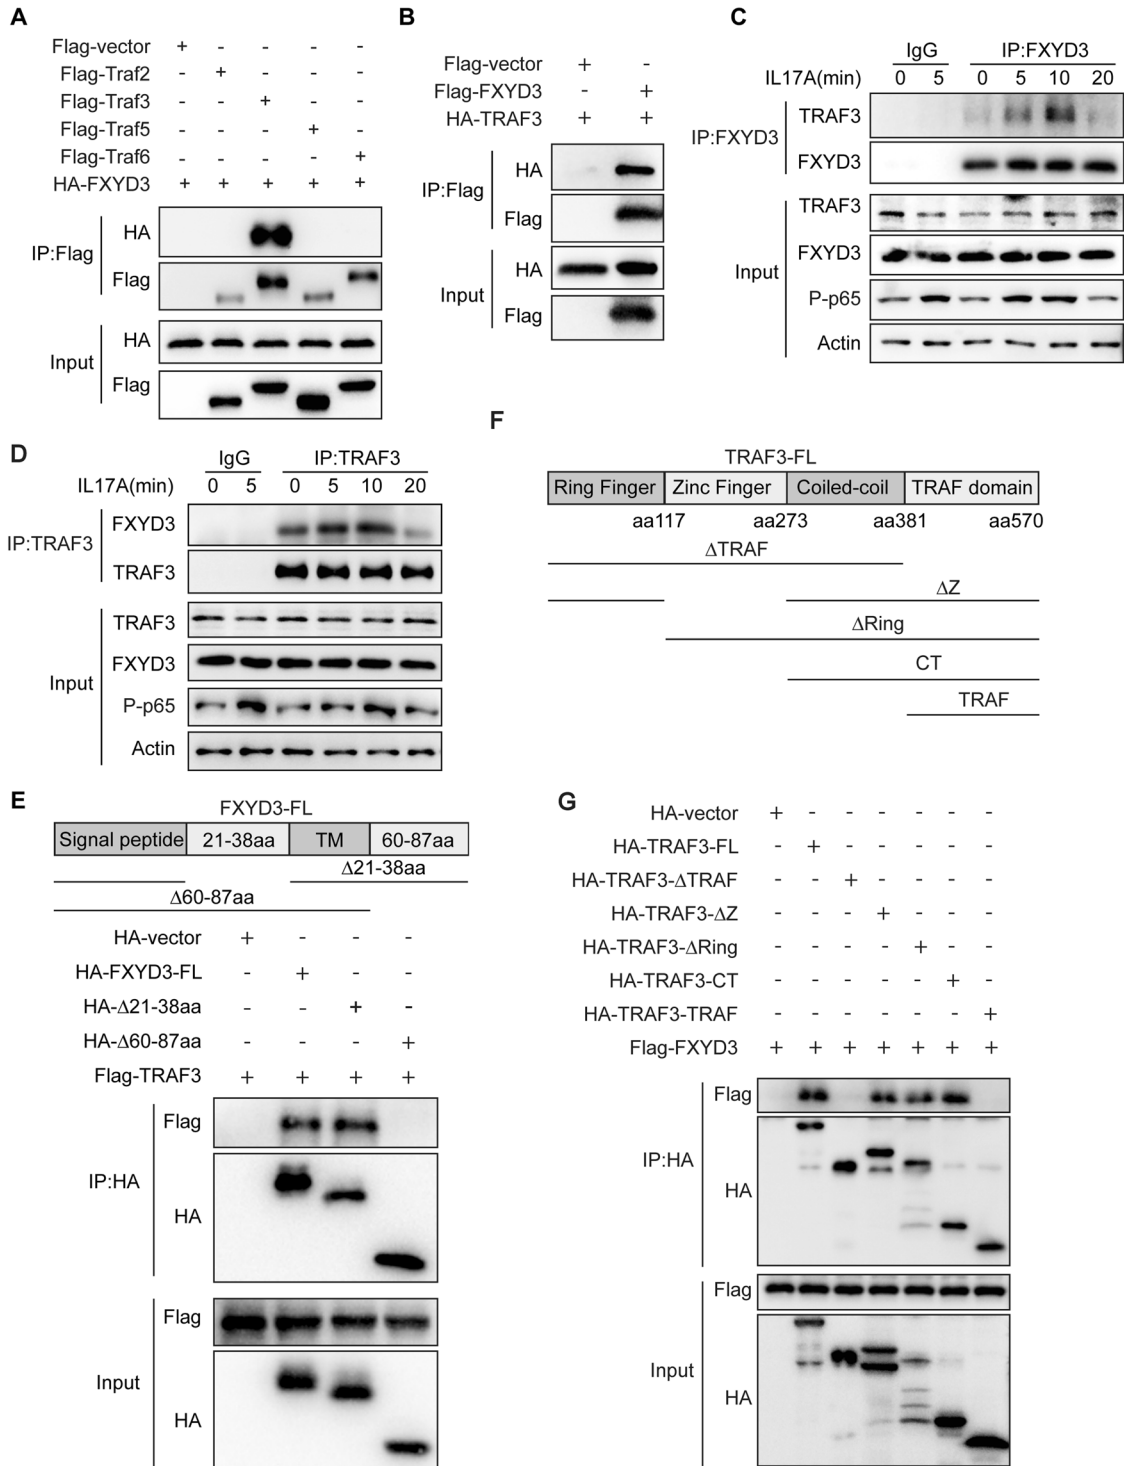 A
Flag-vector + - - - -
Flag-Traf2 - + - - -
Flag-Traf3 - - + - -
Flag-Traf5 - - - + -
Flag-Traf6 - - - - +
HA-FXYD3 + + + + +
IP:Flag
HA
Flag
Input
HA
Flag
B
Flag-vector + -
Flag-FXYD3 - +
HA-TRAF3 + +
IP:Flag
HA
Flag
Input
HA
Flag
C
IgG IP:FXYD3
IL17A(min) 0 5 0 5 10 20
IP:FXYD3
TRAF3
FXYD3
Input
TRAF3
FXYD3
P-p65
Actin
D
IgG IP:TRAF3
IL17A(min) 0 5 0 5 10 20
IP:TRAF3
FXYD3
TRAF3
Input
TRAF3
FXYD3
P-p65
Actin
F
TRAF3-FL
Ring Finger Zinc Finger Coiled-coil TRAF domain
aa117 aa273 aa381 aa570
ΔTRAF
ΔZ
ΔRing
CT
TRAF
E
FXYD3-FL
Signal peptide 21-38aa TM 60-87aa
Δ21-38aa
Δ60-87aa
HA-vector + - - -
HA-FXYD3-FL - + - -
HA-Δ21-38aa - - + -
HA-Δ60-87aa - - - +
Flag-TRAF3 + + + +
IP:HA
Flag
HA
Input
Flag
HA
G
HA-vector + - - - - - -
HA-TRAF3-FL - + - - - - -
HA-TRAF3-ΔTRAF - - + - - - -
HA-TRAF3-ΔZ - - - + - - -
HA-TRAF3-ΔRing - - - - + - -
HA-TRAF3-CT - - - - - + -
HA-TRAF3-TRAF - - - - - - +
Flag-FXYD3 + + + + + + +
IP:HA
Flag
HA
Input
Flag
HA